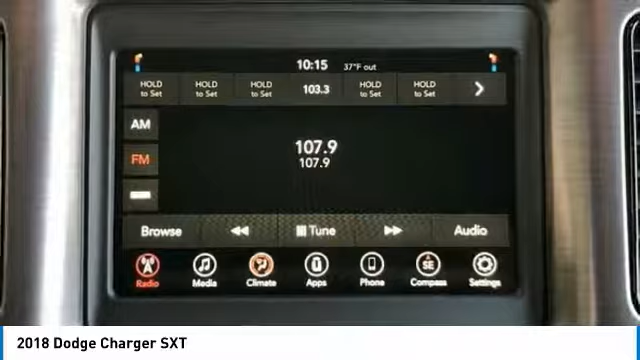 10:15 37°F out
HOLD to Set HOLD to Set HOLD to Set 103.3 HOLD to Set HOLD to Set
AM
107.9
FM
107.9
Browse Tune Audio
SE
Radio Media Climate Apps Phone Compass Settings
2018 Dodge Charger SXT